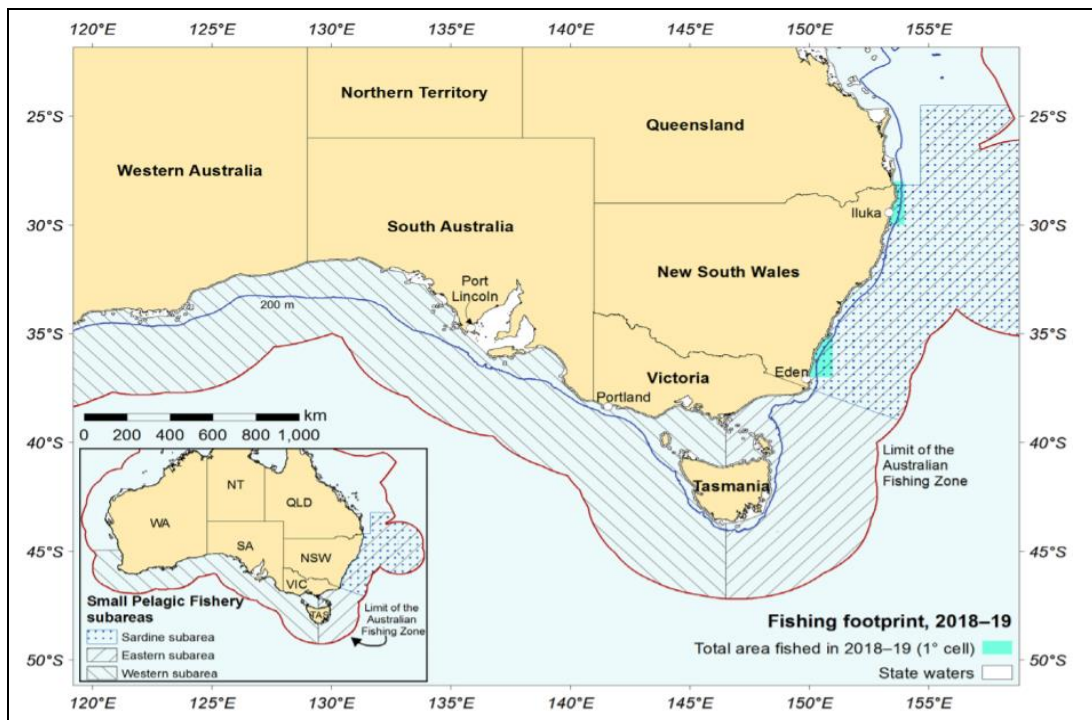 120°E 125°E 130°E 135°E 140°E 145°E 150°E 155°E
25°S
30°S
35°S
40°S
45°S
50°S
Northern Territory
Queensland
Western Australia
South Australia
Iluka
New South Wales
Port
Lincoln
200 m
Eden
Victoria
Portland
km
0 200 400 600 800 1,000
Limit of the
Australian
Fishing Zone
Tasmania
NT
QLD
WA
SA
NSW
VIC
TAS
Small Pelagic Fishery
subareas
Limit of the
Australian
Fishing Zone
Sardine subarea
Eastern subarea
Western subarea
Fishing footprint, 2018–19
Total area fished in 2018–19 (1° cell)
State waters
120°E 125°E 130°E 135°E 140°E 145°E 150°E 155°E
25°S
30°S
35°S
40°S
45°S
50°S